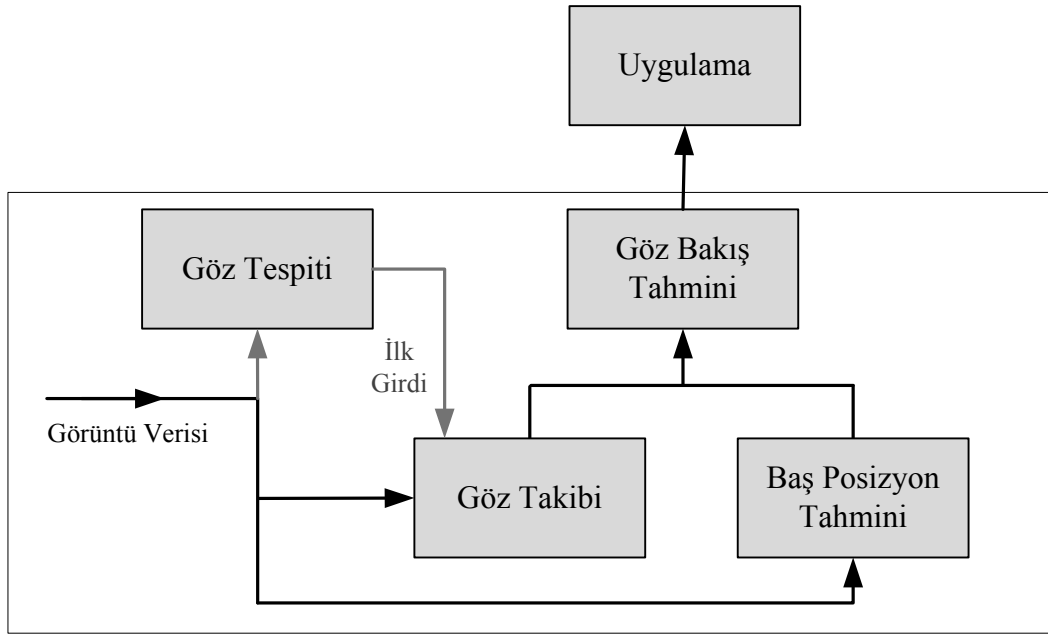 Uygulama
Göz Tespiti
Göz Bakış
Tahmini
İlk
Girdi
Görüntü Verisi
Göz Takibi
Baş Posizyon
Tahmini